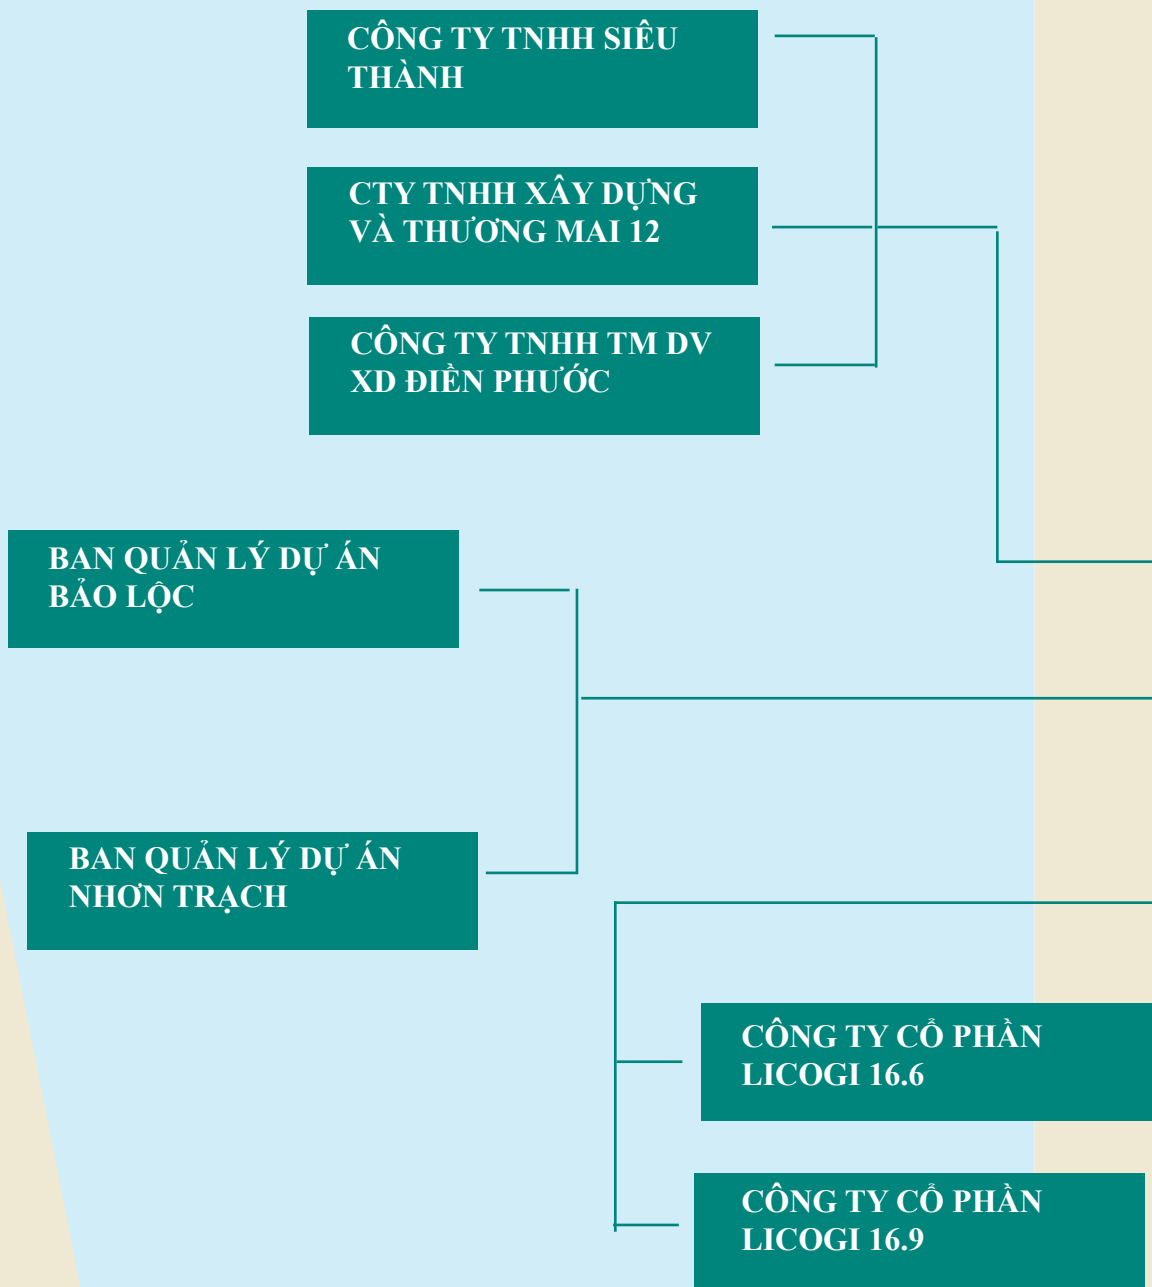 CÔNG TY TNHH SIÊU
THÀNH
CTY TNHH XÂY DỰNG
VÀ THƯƠNG MAI 12
CÔNG TY TNHH TM DV
XD ĐIỀN PHƯỚC
BAN QUẢN LÝ DỰ ÁN
BẢO LỘC
BAN QUẢN LÝ DỰ ÁN
NHƠN TRẠCH
CÔNG TY CỔ PHẦN
LICOGI 16.6
CÔNG TY CỔ PHẦN
LICOGI 16.9